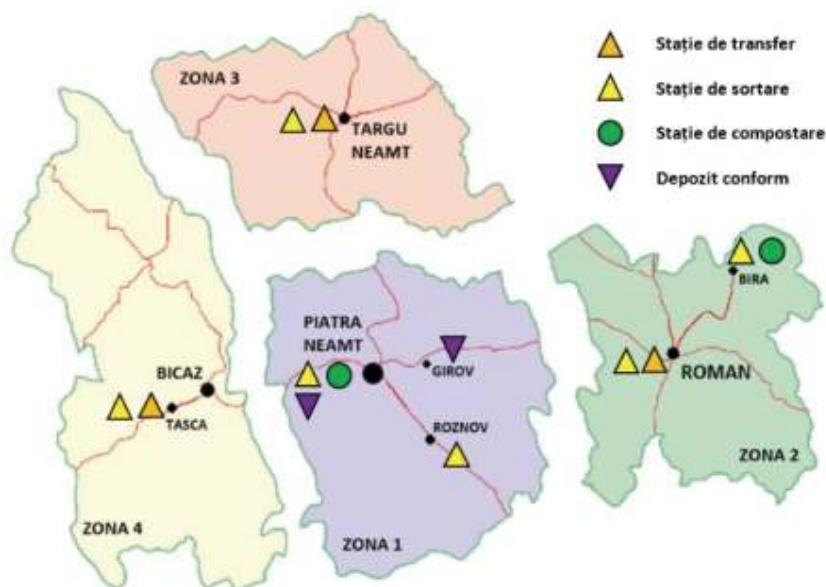 ZONA 3
TARGU
NEAMT
Stație de transfer
Stație de sortare
Stație de compostare
Depozit conform
BICAZ
TASCA
ZONA 4
PIATRA
NEAMT
GIROV
ROZNOV
ZONA 1
BIRA
ROMAN
ZONA 2